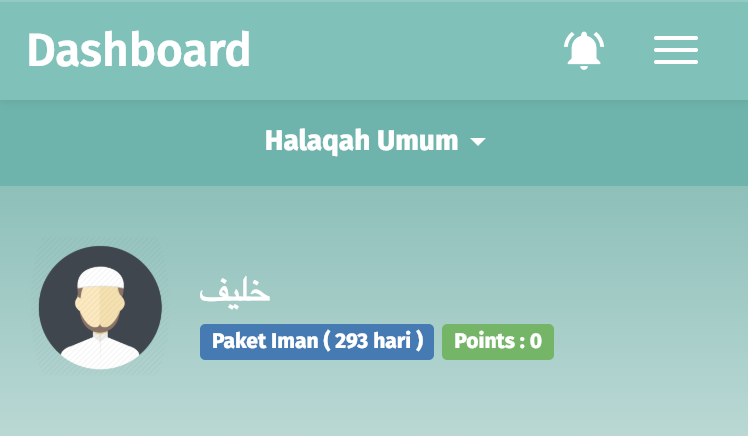 Dashboard
Halaqah Umum
خليف
Paket Iman ( 293 hari ) Points : 0